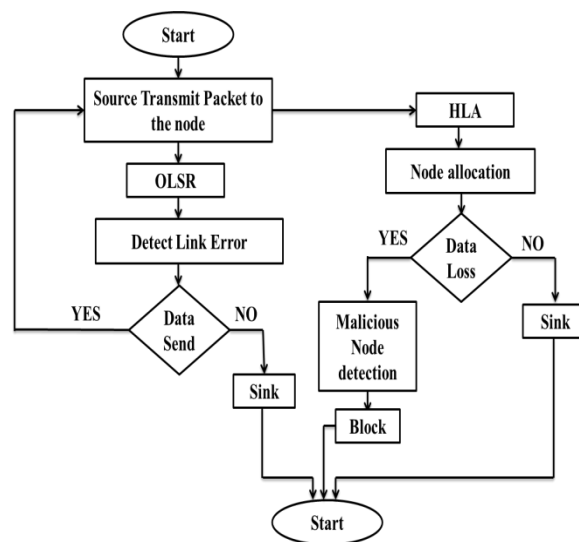 Start
Source Transmit Packet to
the node
HLA
OLSR
Node allocation
Detect Link Error
YES
Data
Loss
NO
YES
Data
Send
NO
Malicious
Node
detection
Sink
Sink
Block
Start